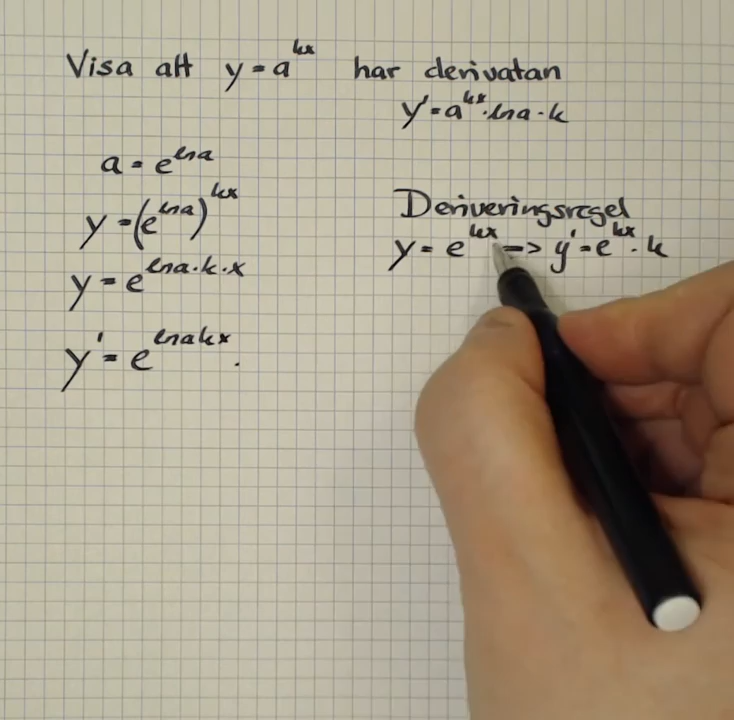 Visa att y = a^kx har derivatan
y' = a^kx · ln a · k
a = e^ln a
y = (e^ln a)^kx
y = e^ln a · k · x
y' = e^ln a k x ·
Deriveringsregel
y = e^kx => y' = e^kx · k